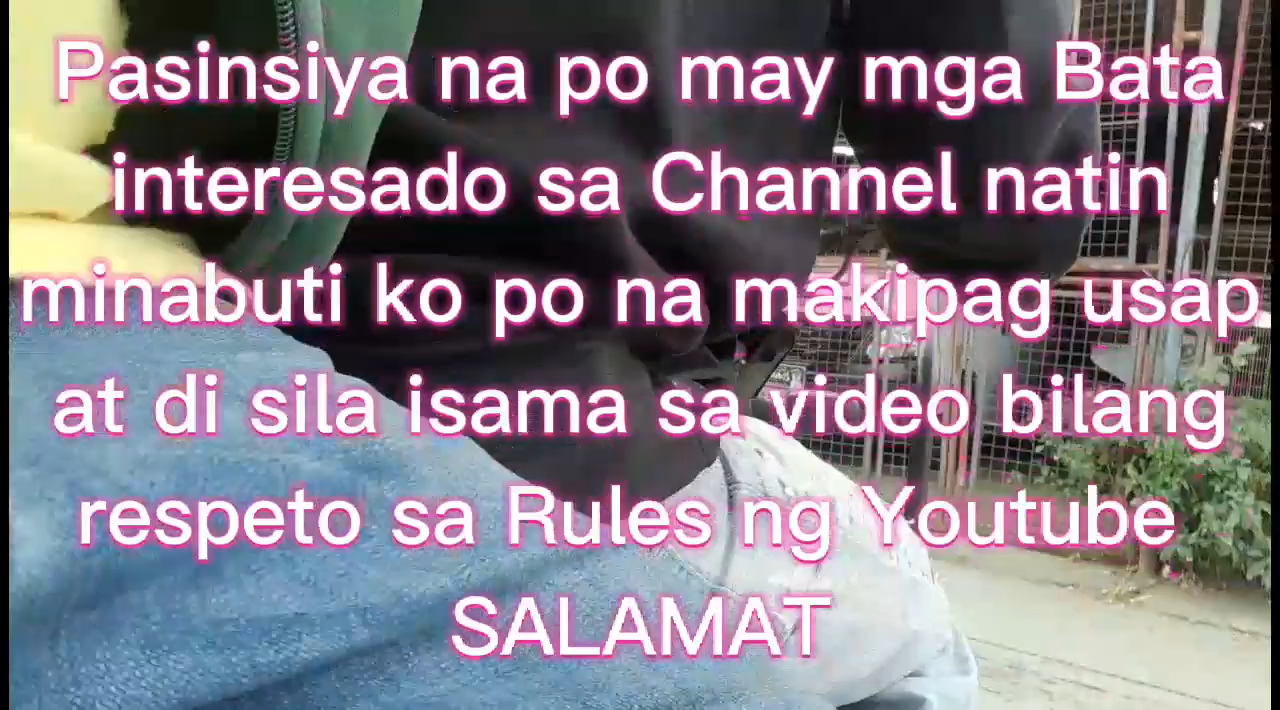 Pasinsiya na po may mga Bata
interesado sa Channel natin
minabuti ko po na makipag usap
at di sila isama sa video bilang
respeto sa Rules ng Youtube
SALAMAT